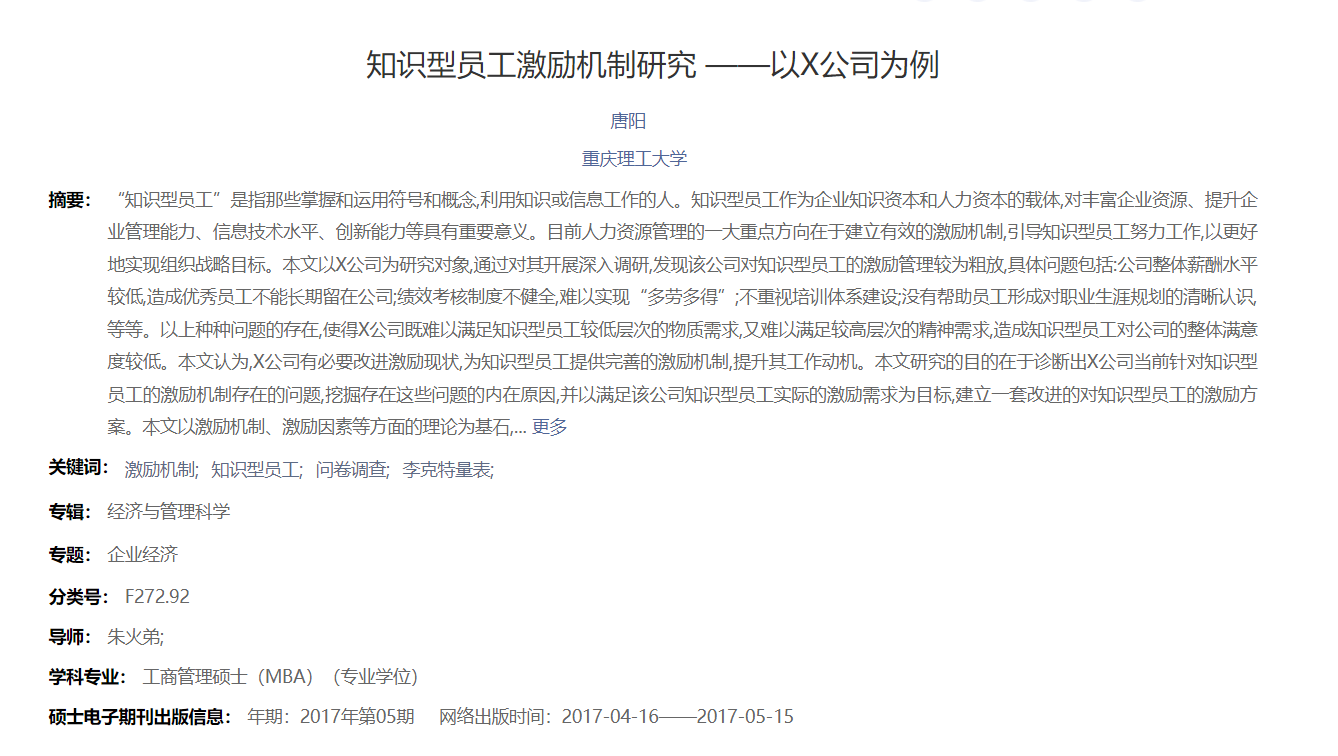 知识型员工激励机制研究 ——以X公司为例
唐阳
重庆理工大学
摘要： “知识型员工”是指那些掌握和运用符号和概念,利用知识或信息工作的人。知识型员工作为企业知识资本和人力资本的载体,对丰富企业资源、提升企
业管理能力、信息技术水平、创新能力等具有重要意义。目前人力资源管理的一大重点方向在于建立有效的激励机制,引导知识型员工努力工作,以更好
地实现组织战略目标。本文以X公司为研究对象,通过对其开展深入调研,发现该公司对知识型员工的激励管理较为粗放,具体问题包括:公司整体薪酬水平
较低,造成优秀员工不能长期留在公司;绩效考核制度不健全,难以实现“多劳多得”;不重视培训体系建设;没有帮助员工形成对职业生涯规划的清晰认识,
等等。以上种种问题的存在,使得X公司既难以满足知识型员工较低层次的物质需求,又难以满足较高层次的精神需求,造成知识型员工对公司的整体满意
度较低。本文认为,X公司有必要改进激励现状,为知识型员工提供完善的激励机制,提升其工作动机。本文研究的目的在于诊断出X公司当前针对知识型
员工的激励机制存在的问题,挖掘存在这些问题的内在原因,并以满足该公司知识型员工实际的激励需求为目标,建立一套改进的对知识型员工的激励方
案。本文以激励机制、激励因素等方面的理论为基石,... 更多
关键词： 激励机制; 知识型员工; 问卷调查; 李克特量表;
专辑： 经济与管理科学
专题： 企业经济
分类号： F272.92
导师： 朱火弟;
学科专业： 工商管理硕士（MBA）（专业学位）
硕士电子期刊出版信息： 年期：2017年第05期 网络出版时间：2017-04-16——2017-05-15